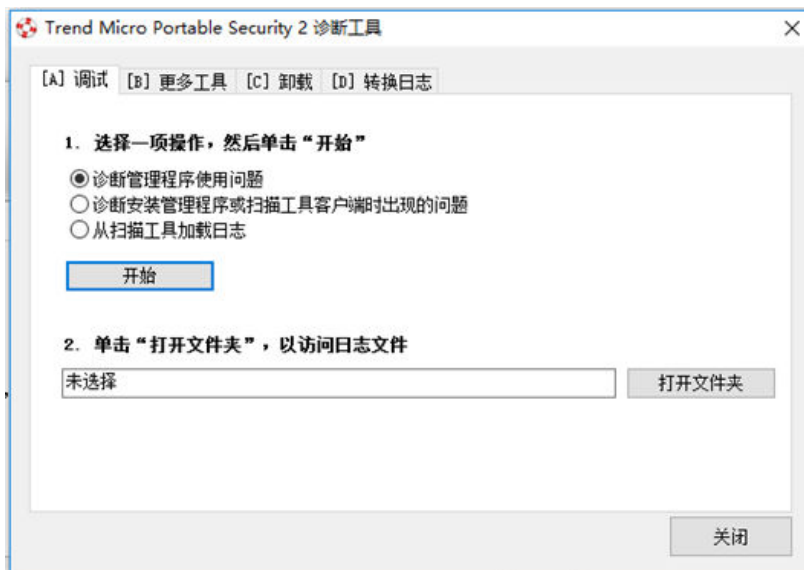 Trend Micro Portable Security 2 诊断工具
[A] 调试 [B] 更多工具 [C] 卸载 [D] 转换日志
1. 选择一项操作，然后单击“开始”
诊断管理程序使用问题
诊断安装管理程序或扫描工具客户端时出现的问题
从扫描工具加载日志
开始
2. 单击“打开文件夹”，以访问日志文件
未选择 打开文件夹
关闭